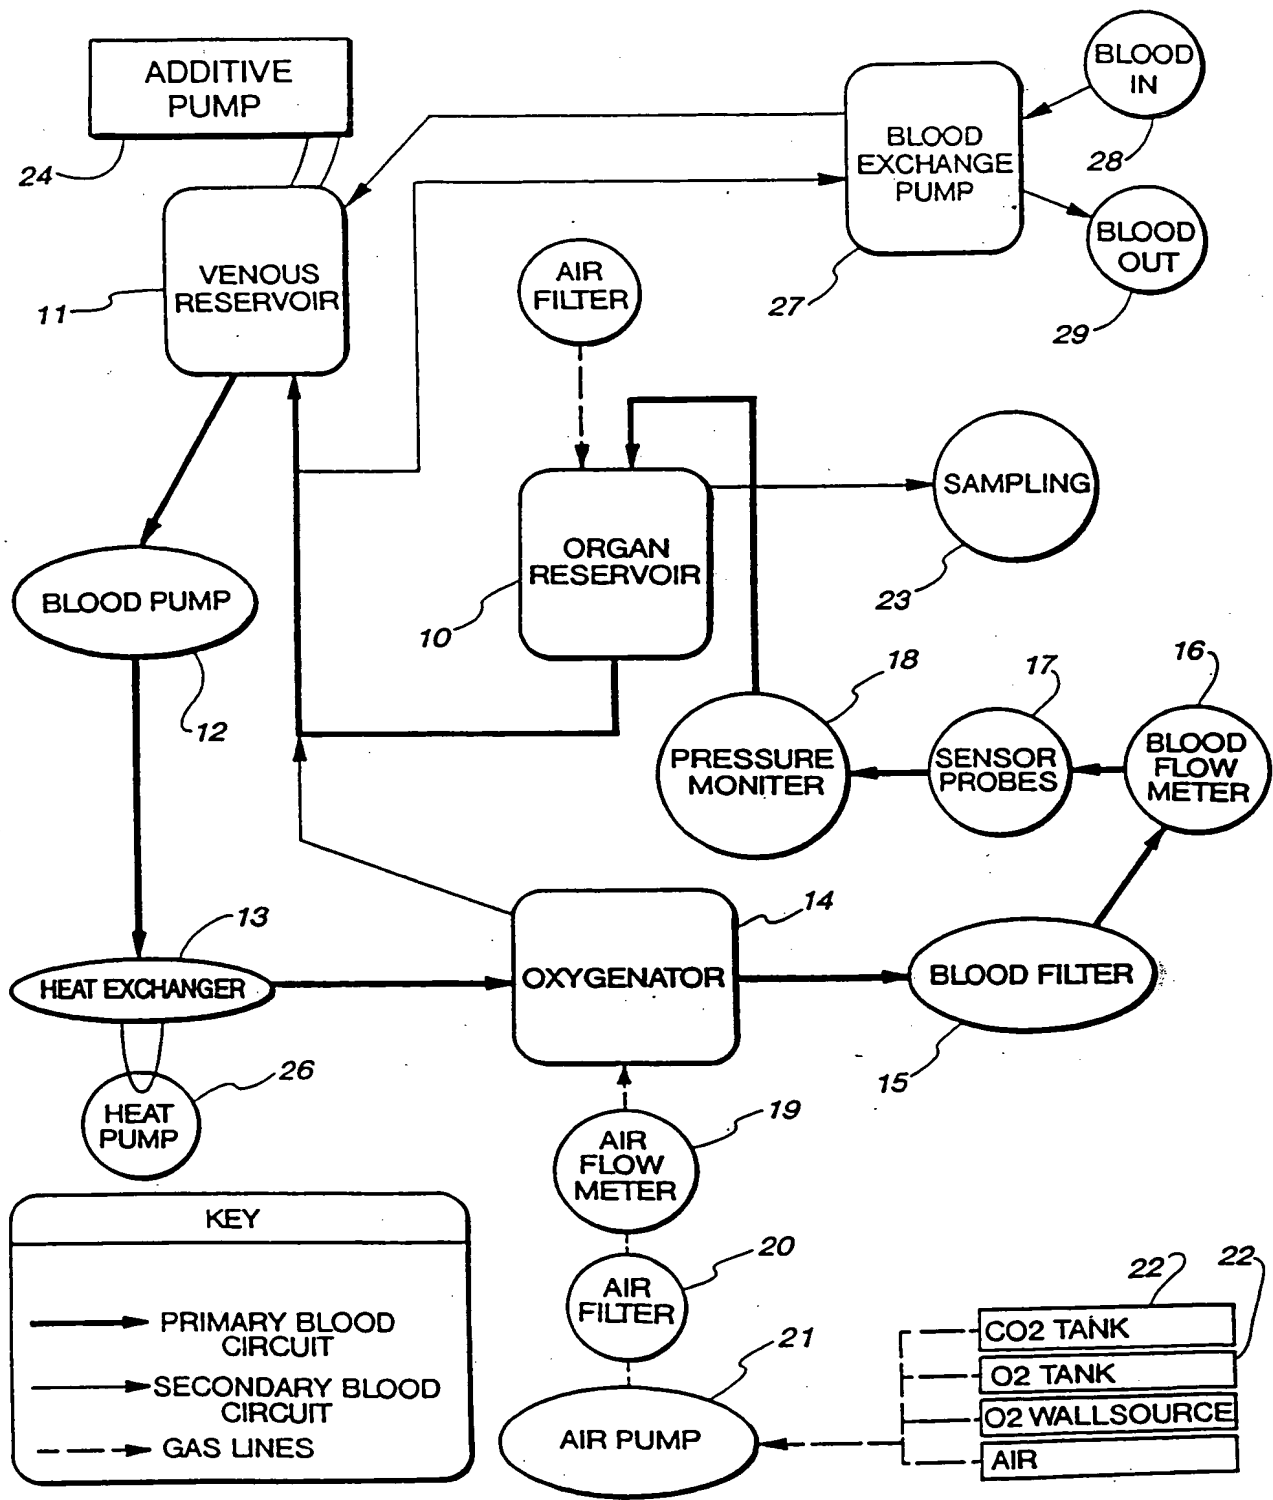 ADDITIVE
PUMP
24
BLOOD
IN
28
BLOOD
EXCHANGE
PUMP
27
BLOOD
OUT
29
VENOUS
RESERVOIR
11
AIR
FILTER
SAMPLING
23
ORGAN
RESERVOIR
10
BLOOD PUMP
12
18
PRESSURE
MONITER
17
SENSOR
PROBES
16
BLOOD
FLOW
METER
13
HEAT EXCHANGER
14
OXYGENATOR
BLOOD FILTER
15
26
HEAT
PUMP
19
AIR
FLOW
METER
20
AIR
FILTER
21
AIR PUMP
22
22
CO2 TANK
O2 TANK
O2 WALLSOURCE
AIR
KEY
PRIMARY BLOOD
CIRCUIT
SECONDARY BLOOD
CIRCUIT
GAS LINES